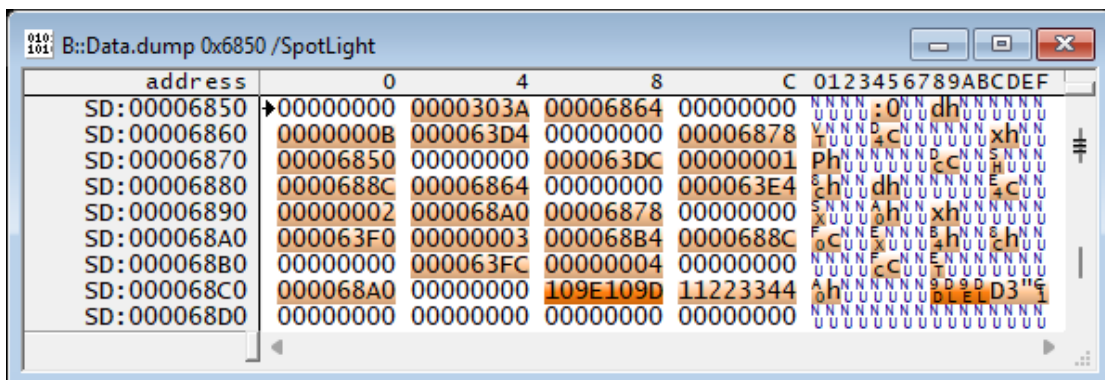 B::Data.dump 0x6850 /SpotLight
address 0 4 8 C 0123456789ABCDEF
SD:00006850 00000000 0000303A 00006864 00000000
SD:00006860 0000000B 000063D4 00000000 00006878
SD:00006870 00006850 00000000 000063DC 00000001
SD:00006880 0000688C 00006864 00000000 000063E4
SD:00006890 00000002 000068A0 00006878 00000000
SD:000068A0 000063F0 00000003 000068B4 0000688C
SD:000068B0 00000000 000063FC 00000004 00000000
SD:000068C0 000068A0 00000000 109E109D 11223344
SD:000068D0 00000000 00000000 00000000 00000000